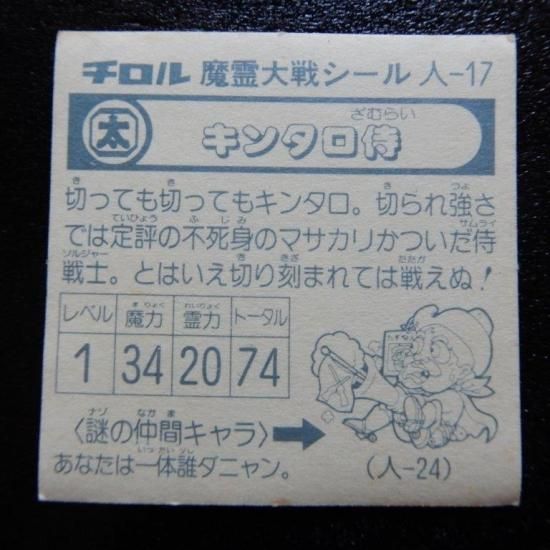 チロル 魔霊大戦シール 人-17
太 キンタロ侍
ざむらい
切っても切ってもキンタロ。切られ強さ
では定評の不死身のマサカリかついだ侍
戦士。とはいえ切り刻まれては戦えぬ!
レベル 魔力 霊力 トータル
1 34 20 74
〈謎の仲間キャラ〉
あなたは一体誰ダニャン。
(人-24)